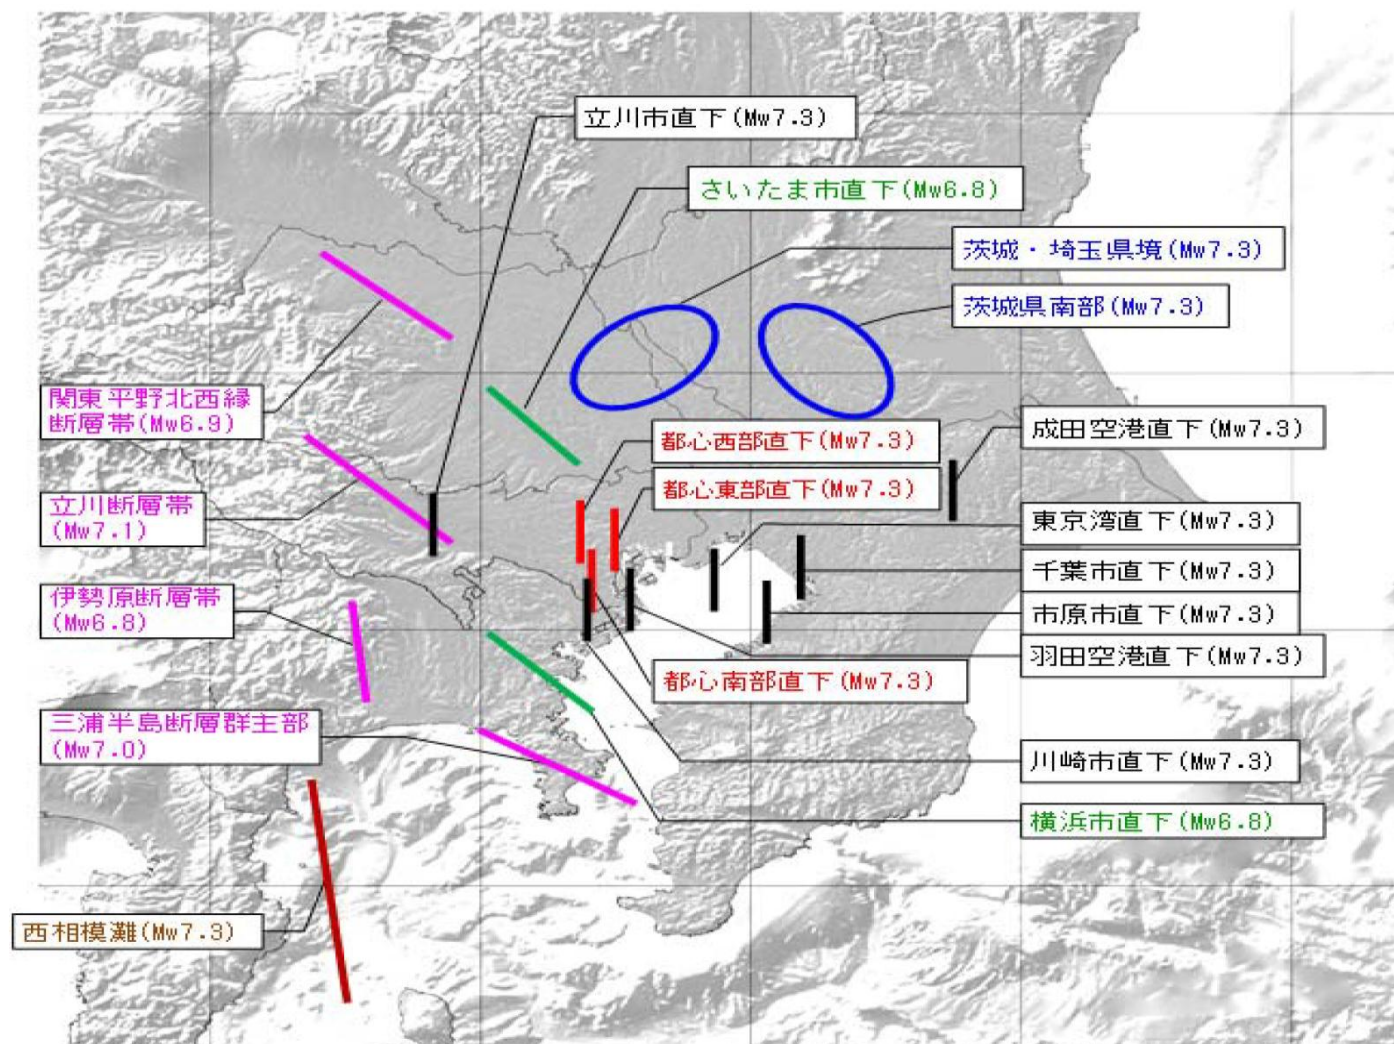 立川市直下(Mw7.3)
さいたま市直下(Mw6.8)
茨城・埼玉県境(Mw7.3)
茨城県南部(Mw7.3)
関東平野北西縁
断層帯(Mw6.9)
都心西部直下(Mw7.3)
成田空港直下(Mw7.3)
都心東部直下(Mw7.3)
立川断層帯
(Mw7.1)
東京湾直下(Mw7.3)
千葉市直下(Mw7.3)
伊勢原断層帯
(Mw6.8)
市原市直下(Mw7.3)
羽田空港直下(Mw7.3)
都心南部直下(Mw7.3)
三浦半島断層群主部
(Mw7.0)
川崎市直下(Mw7.3)
横浜市直下(Mw6.8)
西相模灘(Mw7.3)